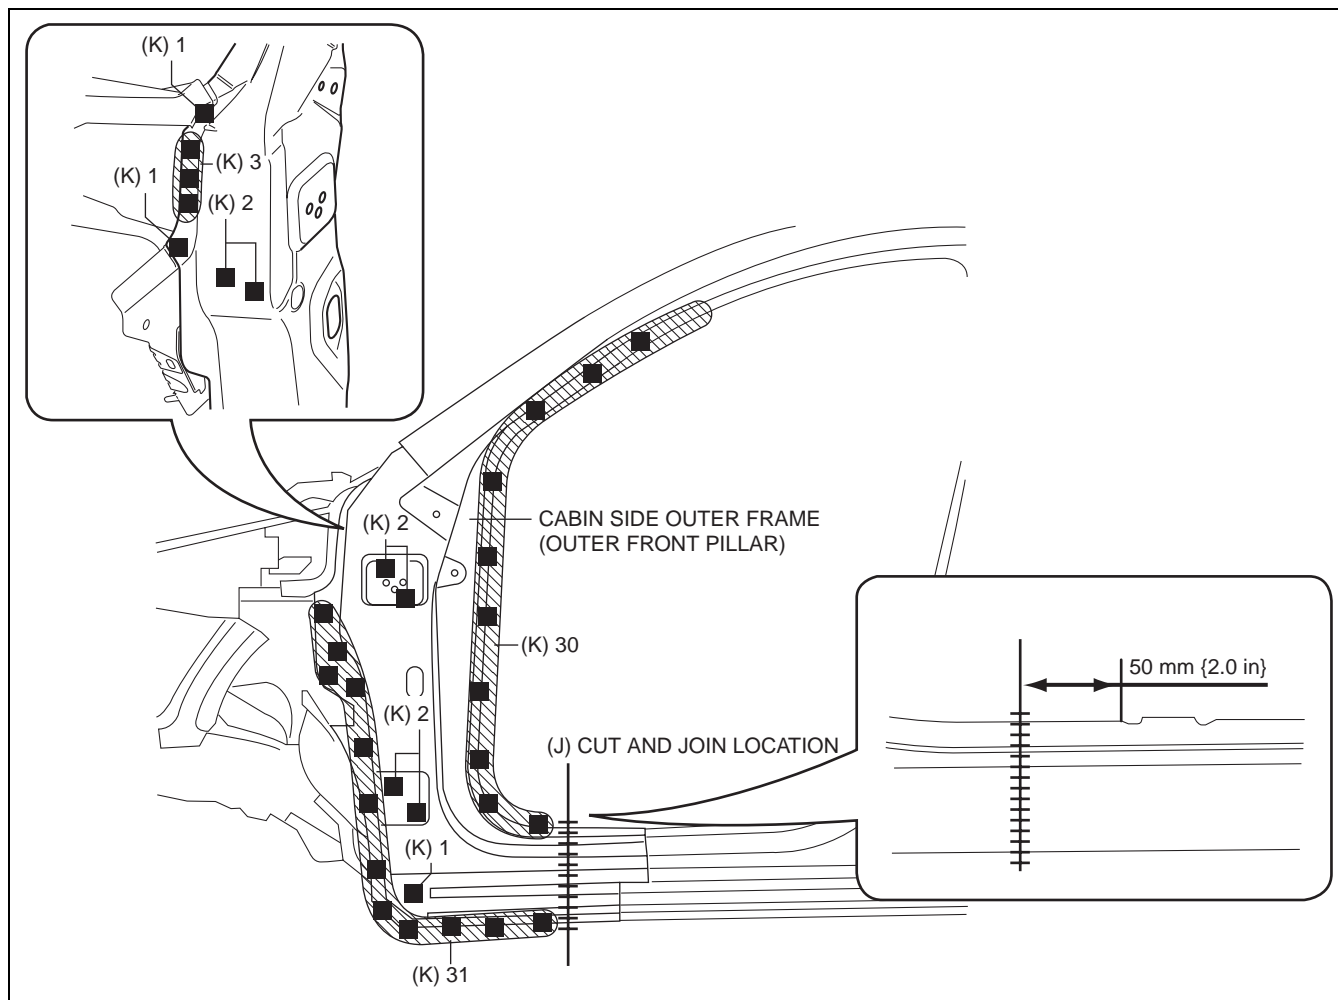 (K) 1
(K) 3
(K) 1
(K) 2
(K) 2
CABIN SIDE OUTER FRAME
(OUTER FRONT PILLAR)
(K) 30
50 mm {2.0 in}
(K) 2
(J) CUT AND JOIN LOCATION
(K) 1
(K) 31